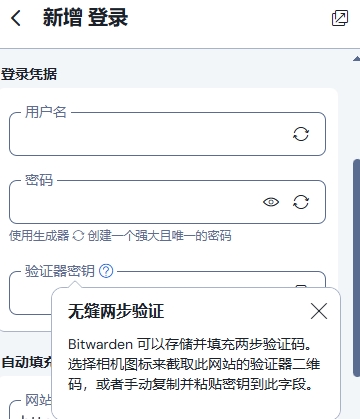 新增 登录
登录凭据
用户名
密码
使用生成器 创建一个强大且唯一的密码
验证器密钥
无缝两步验证
Bitwarden 可以存储并填充两步验证码。
选择相机图标来截取此网站的验证器二维
码，或者手动复制并粘贴密钥到此字段。
自动填充
网站